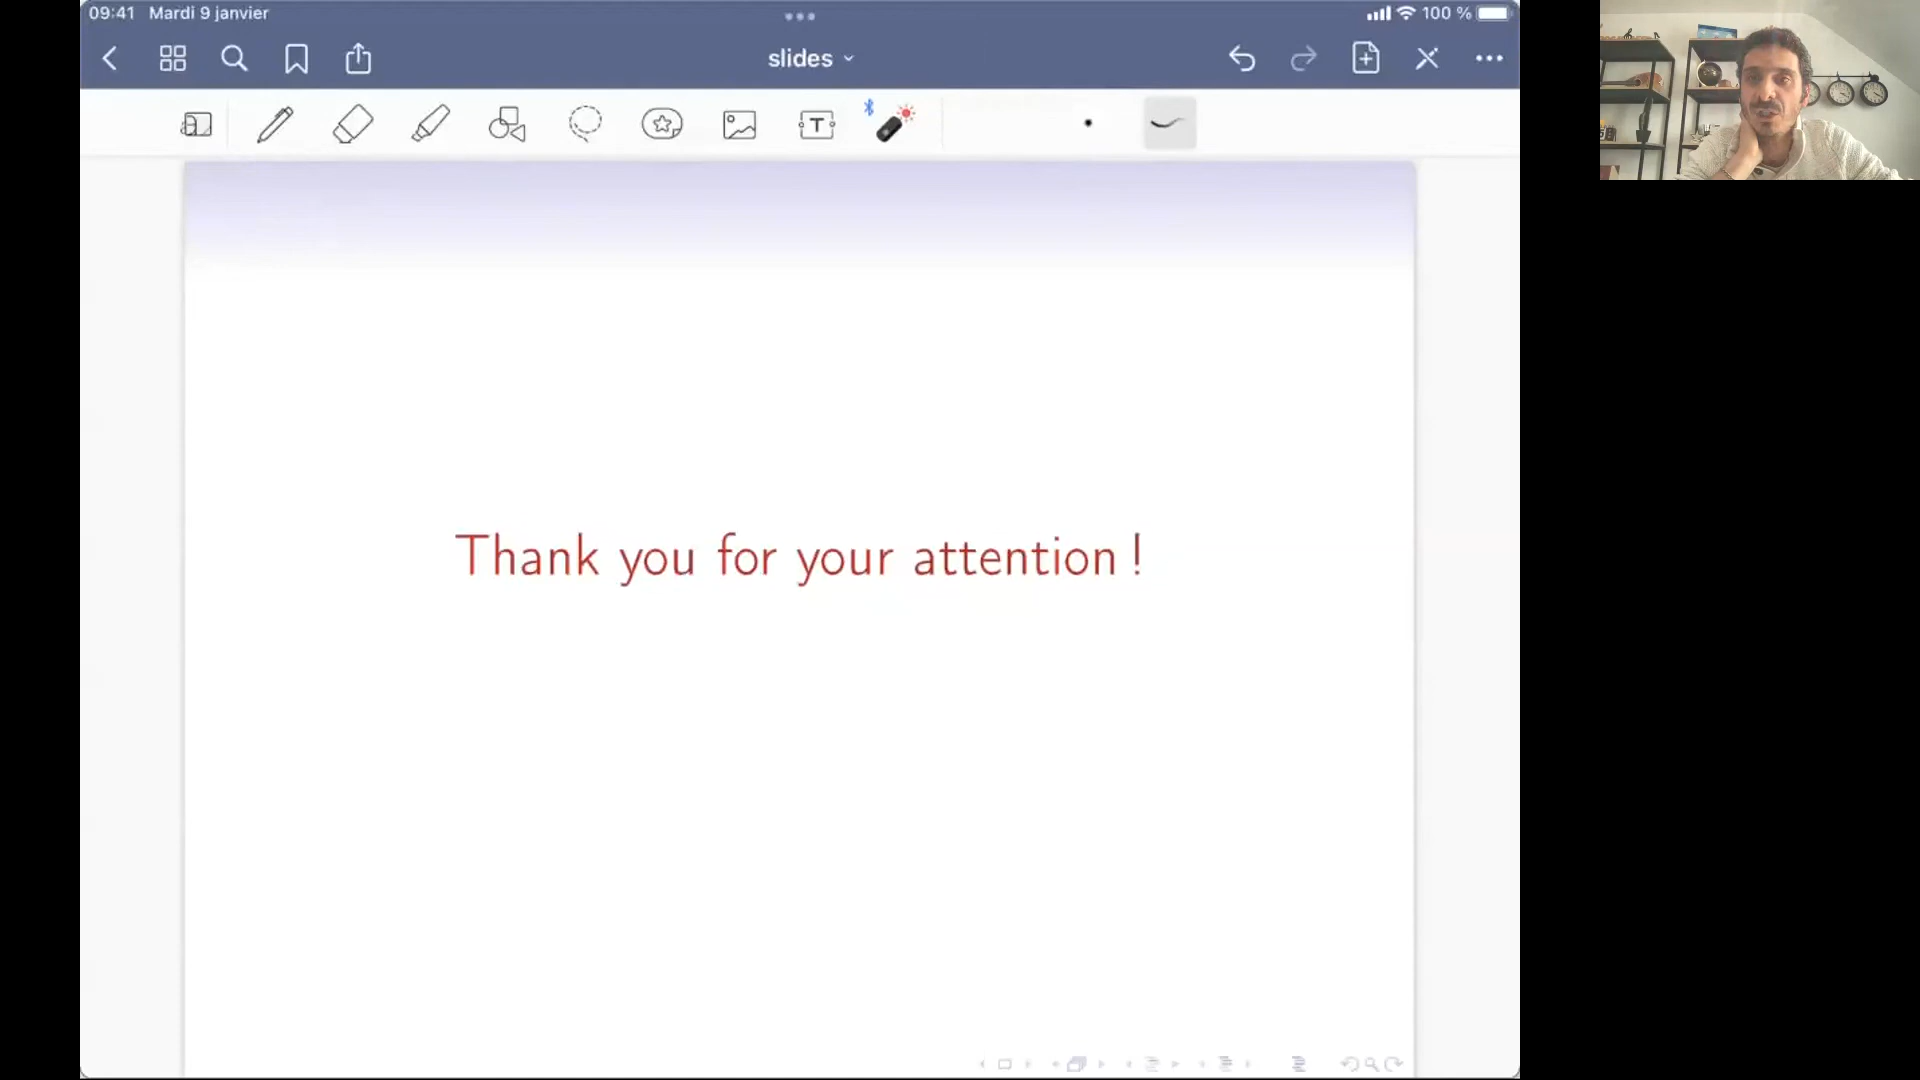 09:41 Mardi 9 janvier
100 %
slides
T
Thank you for your attention !